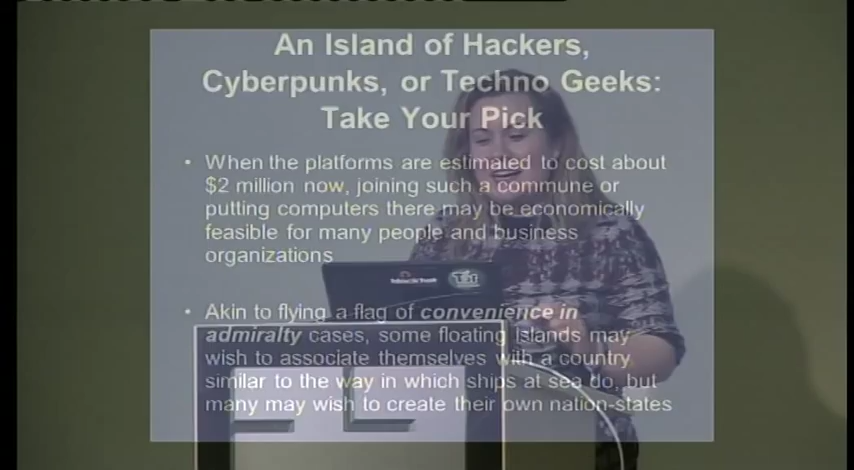 An Island of Hackers,
Cyberpunks, or Techno Geeks:
Take Your Pick
• When the platforms are estimated to cost about
$2 million now, joining such a commune or
putting computers there may be economically
feasible for many people and business
organizations
• Akin to flying a flag of convenience in
admiralty cases, some floating islands may
wish to associate themselves with a country
similar to the way in which ships at sea do, but
many may wish to create their own nation-states